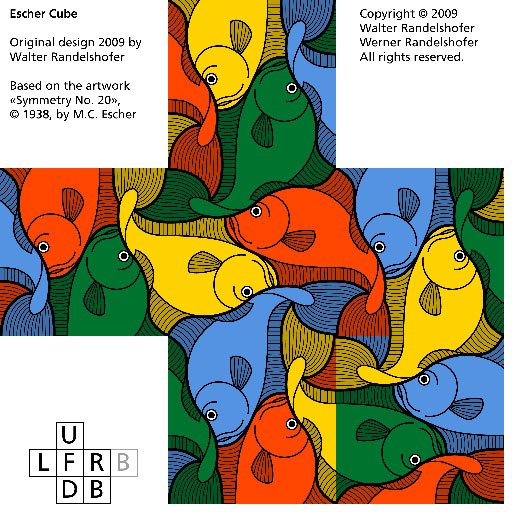 Escher Cube
Original design 2009 by
Walter Randelshofer
Based on the artwork
«Symmetry No. 20»,
© 1938, by M.C. Escher
Copyright © 2009
Walter Randelshofer
Werner Randelshofer
All rights reserved.
U
L F R B
D B